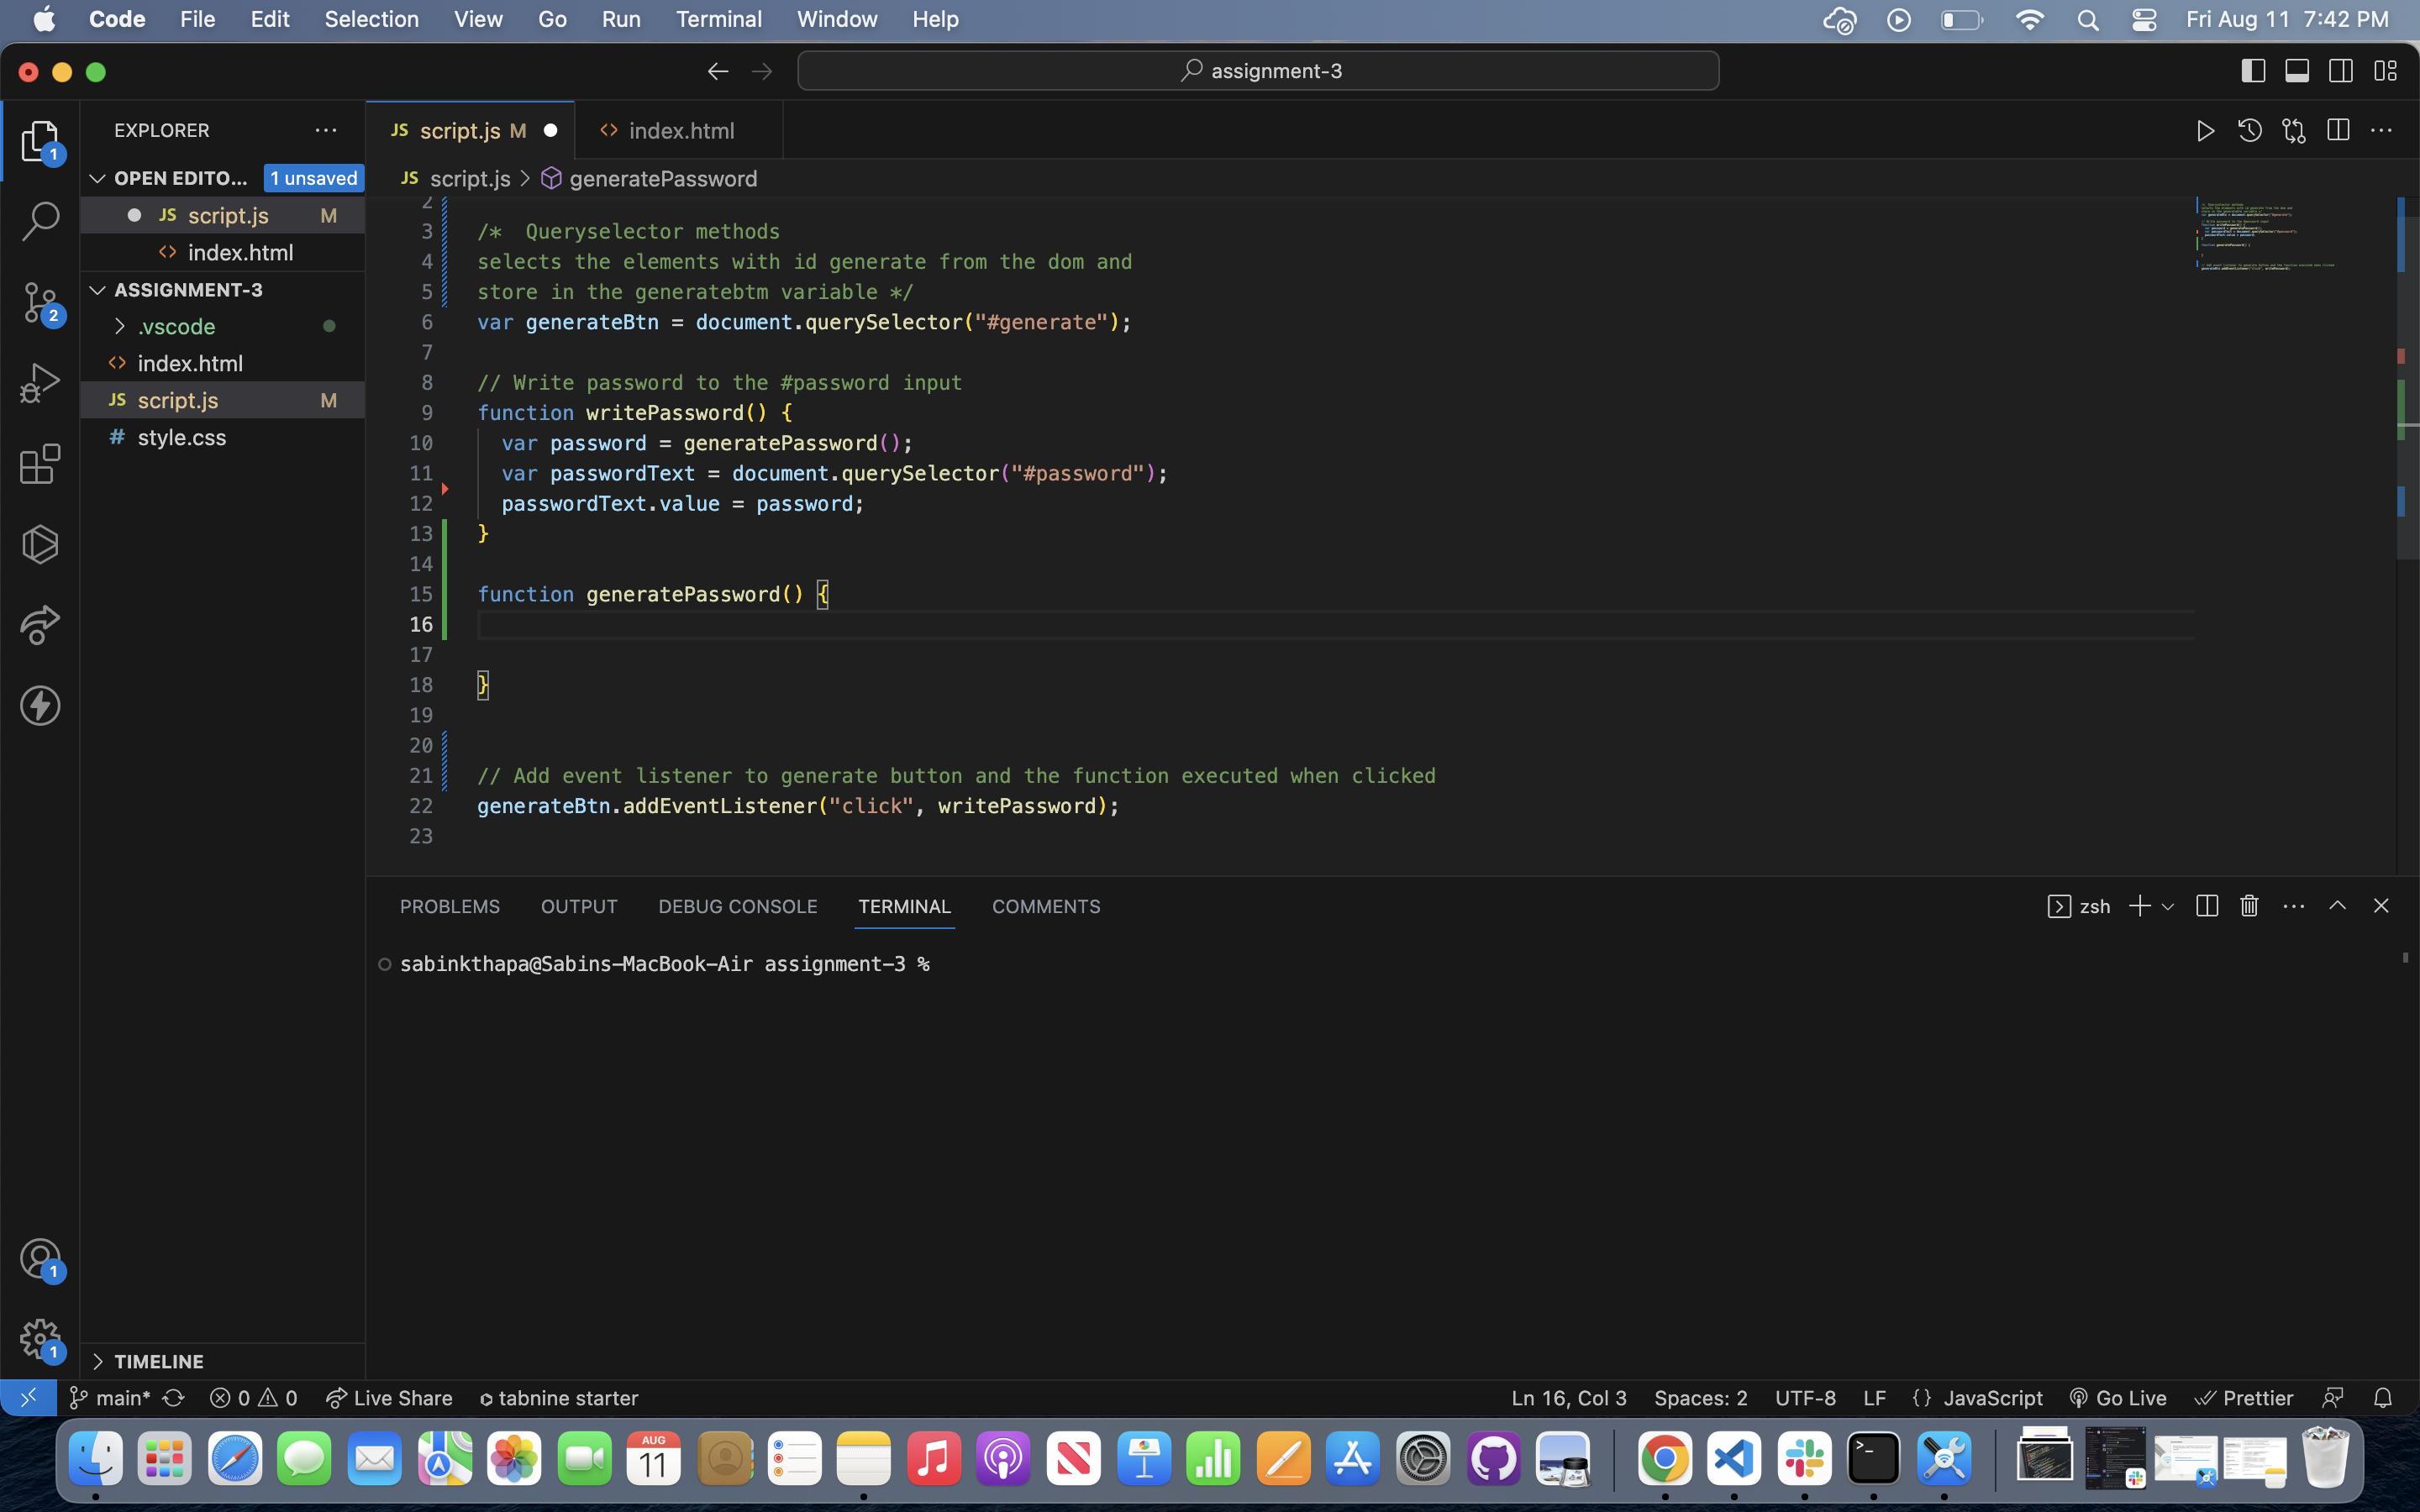 Code File Edit Selection View Go Run Terminal Window Help Fri Aug 11 7:42 PM
assignment-3
EXPLORER
JS script.js M
<> index.html
OPEN EDITO... 1 unsaved
JS script.js > generatePassword
JS script.js M
<> index.html
ASSIGNMENT-3
.vscode
<> index.html
JS script.js M
# style.css
TIMELINE
1
2
1
1
2
3 /*  Queryselector methods
4 selects the elements with id generate from the dom and
5 store in the generatebtm variable */
6 var generateBtn = document.querySelector("#generate");
7
8 // Write password to the #password input
9 function writePassword() {
10 var password = generatePassword();
11 var passwordText = document.querySelector("#password");
12 passwordText.value = password;
13 }
14
15 function generatePassword() {
16
17
18 }
19
20
21 // Add event listener to generate button and the function executed when clicked
22 generateBtn.addEventListener("click", writePassword);
23
PROBLEMS OUTPUT DEBUG CONSOLE TERMINAL COMMENTS zsh
sabinkthapa@Sabins-MacBook-Air assignment-3 %
main* 0 0 Live Share tabnine starter Ln 16, Col 3 Spaces: 2 UTF-8 LF {} JavaScript Go Live Prettier
AUG
11